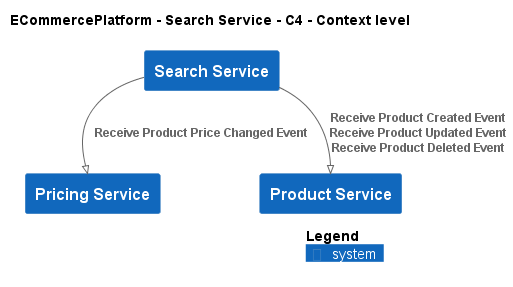 ECommercePlatform - Search Service - C4 - Context level
Search Service
Receive Product Price Changed Event
Receive Product Created Event
Receive Product Updated Event
Receive Product Deleted Event
Pricing Service
Product Service
Legend
system